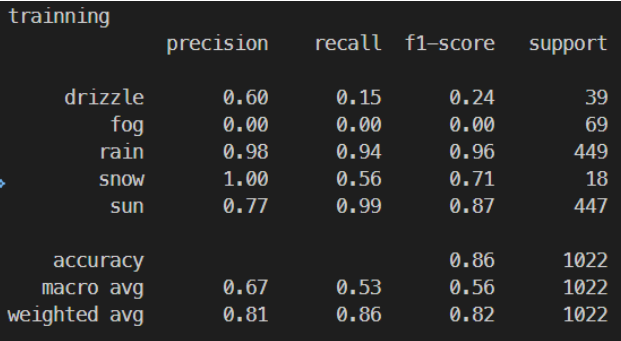 trainning
precision recall f1-score support
drizzle 0.60 0.15 0.24 39
fog 0.00 0.00 0.00 69
rain 0.98 0.94 0.96 449
snow 1.00 0.56 0.71 18
sun 0.77 0.99 0.87 447
accuracy 0.86 1022
macro avg 0.67 0.53 0.56 1022
weighted avg 0.81 0.86 0.82 1022